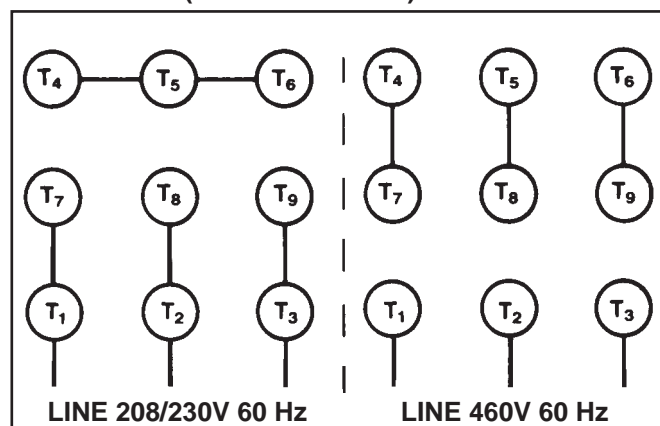 T4 T5 T6 T4 T5 T6
T7 T8 T9 T7 T8 T9
T1 T2 T3 T1 T2 T3
LINE 208/230V 60 Hz LINE 460V 60 Hz